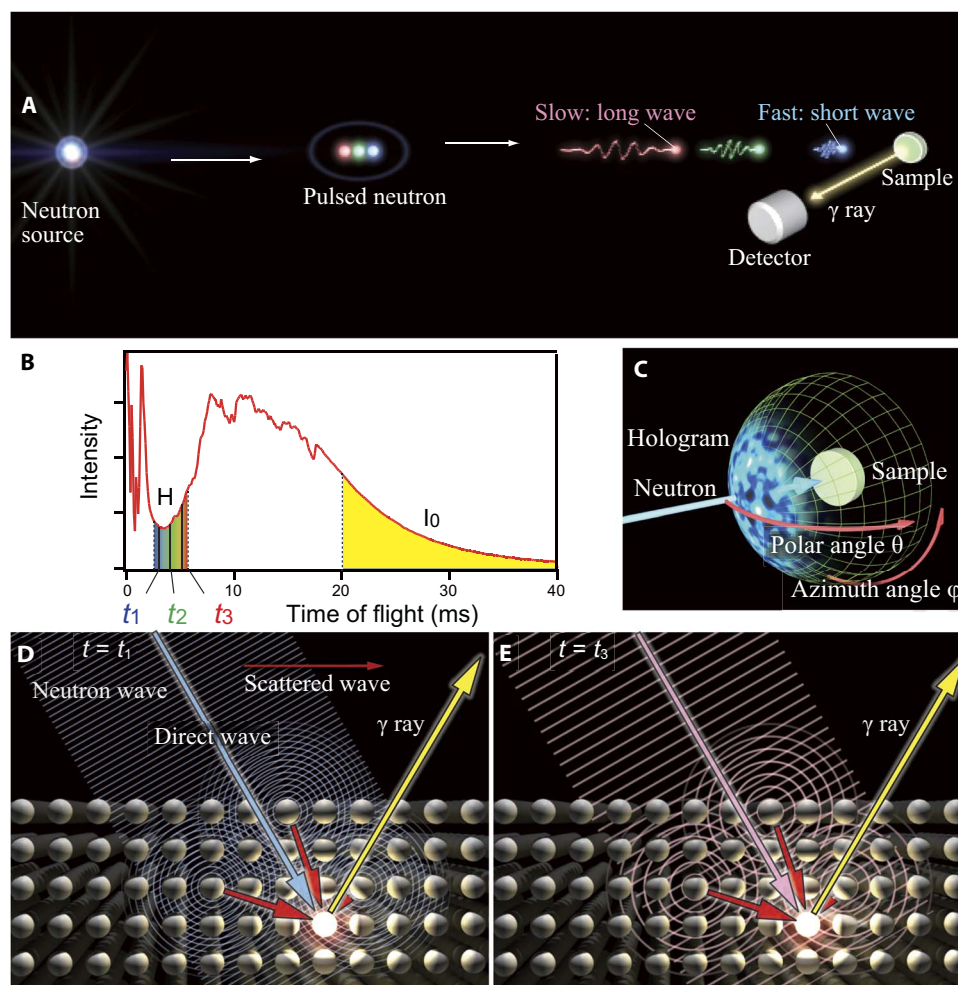 A
Slow: long wave
Fast: short wave
Neutron
source
Pulsed neutron
Sample
γ ray
Detector
B
Intensity
H
I0
0
10
20
30
40
t1
t2
t3
Time of flight (ms)
C
Hologram
Sample
Neutron
Polar angle θ
Azimuth angle φ
D
t = t1
Neutron wave
Scattered wave
Direct wave
γ ray
E
t = t3
γ ray